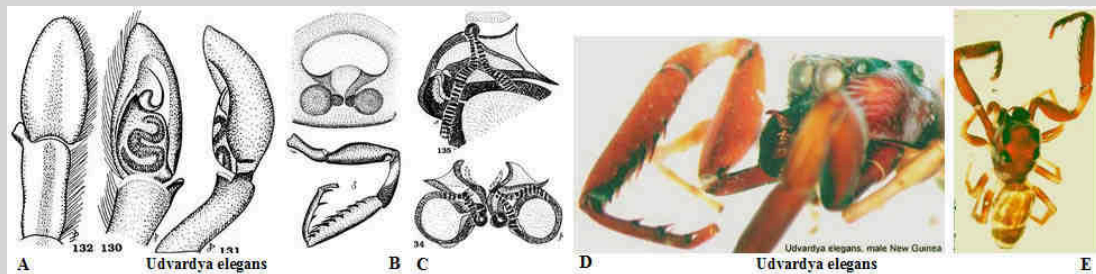 132 130 131
135
34
A Udvardya elegans B C D Udvardya elegans E
♂
Udvardya elegans, male New Guinea